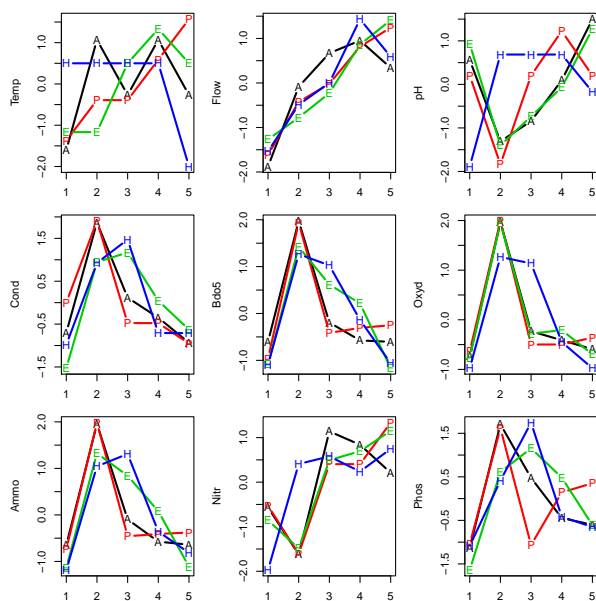 Temp
1.0
0.0
−1.0
−2.0
A A A A A
P P P P P
E E E E E
H H H H H
1 2 3 4 5
Flow
1.0
0.0
−1.0
−2.0
A A A A A
P P P P P
E E E E E
H H H H H
1 2 3 4 5
pH
1.0
0.0
−1.0
−2.0
A A A A A
P P P P P
E E E E E
H H H H H
1 2 3 4 5
Cond
1.5
0.5
−0.5
−1.5
A A A A A
P P P P P
E E E E E
H H H H H
1 2 3 4 5
Bdo5
2.0
1.0
0.0
−1.0
A A A A A
P P P P P
E E E E E
H H H H H
1 2 3 4 5
Oxyd
2.0
1.0
0.0
−1.0
A A A A A
P P P P P
E E E E E
H H H H H
1 2 3 4 5
Ammo
2.0
1.0
0.0
−1.0
A A A A A
P P P P P
E E E E E
H H H H H
1 2 3 4 5
Nitr
1.0
0.0
−1.0
−2.0
A A A A A
P P P P P
E E E E E
H H H H H
1 2 3 4 5
Phos
1.5
0.5
−0.5
−1.5
A A A A A
P P P P P
E E E E E
H H H H H
1 2 3 4 5